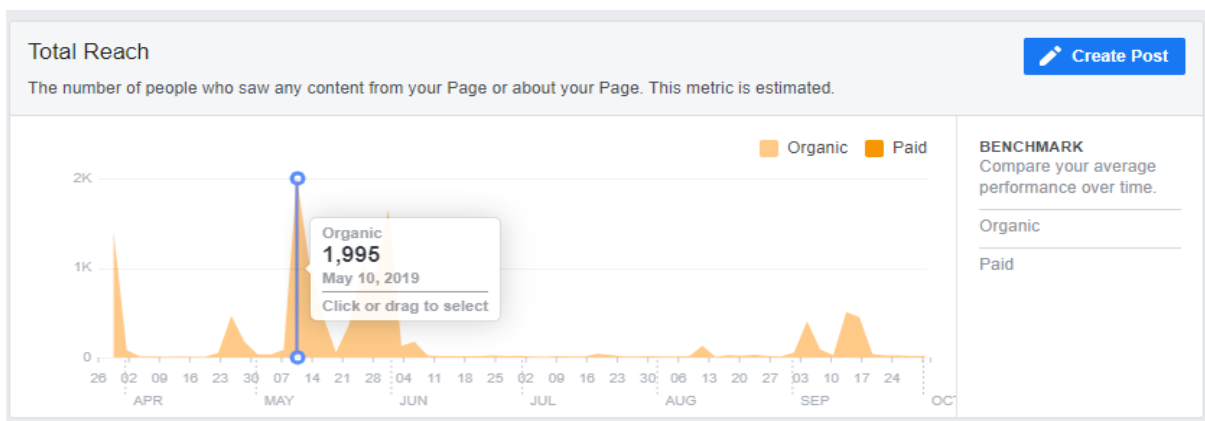 Total Reach
Create Post
The number of people who saw any content from your Page or about your Page. This metric is estimated.
Organic Paid
BENCHMARK
Compare your average
performance over time.
Organic
Paid
2K
1K
0
Organic
1,995
May 10, 2019
Click or drag to select
26 02 09 16 23 30 07 14 21 28 04 11 18 25 02 09 16 23 30 06 13 20 27 03 10 17 24
APR MAY JUN JUL AUG SEP OCT